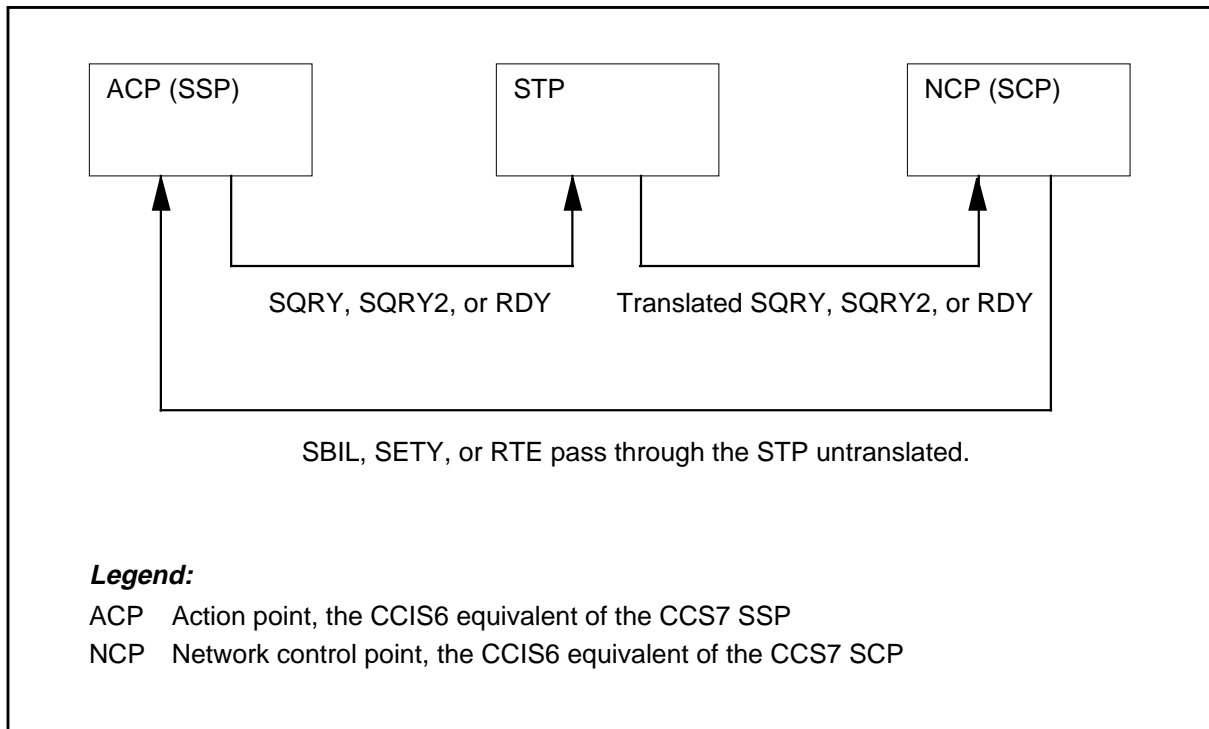 ACP (SSP)
STP
NCP (SCP)
SQRY, SQRY2, or RDY
Translated SQRY, SQRY2, or RDY
SBIL, SETY, or RTE pass through the STP untranslated.
Legend:
ACP Action point, the CCIS6 equivalent of the CCS7 SSP
NCP Network control point, the CCIS6 equivalent of the CCS7 SCP